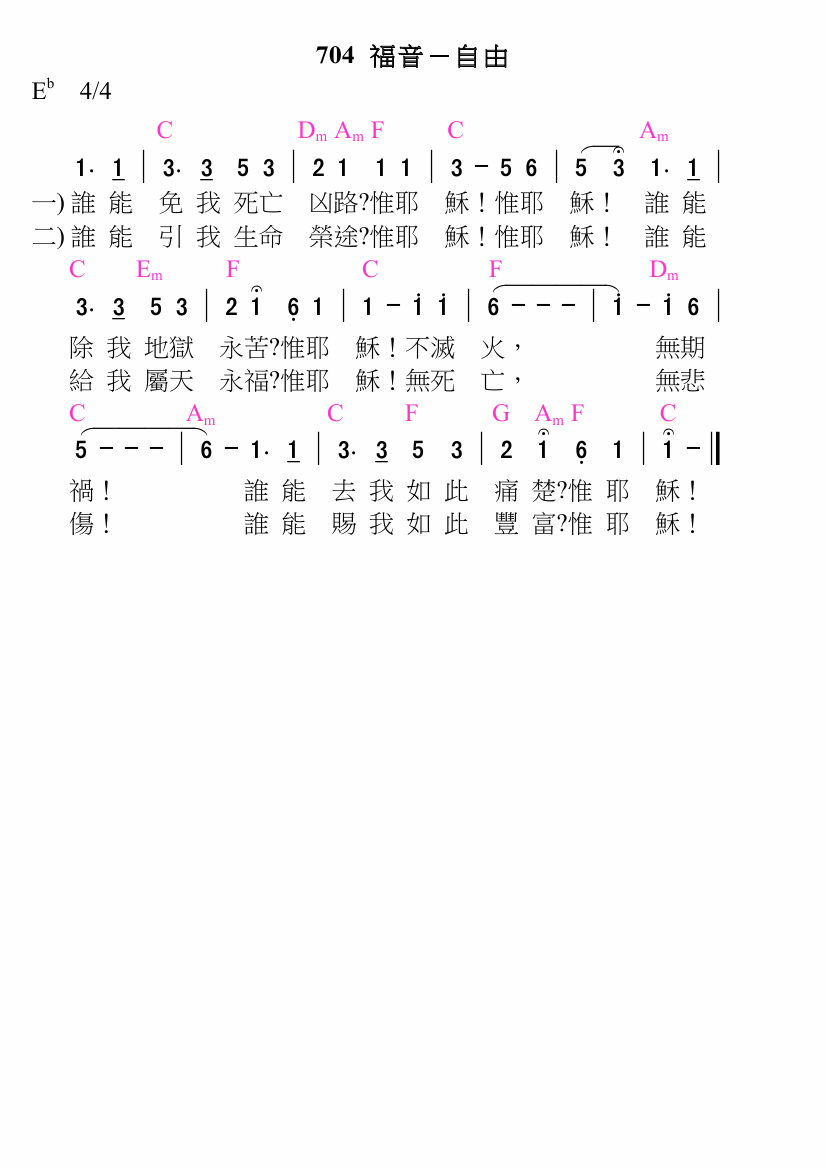 704 福音－自由
E♭ 4/4
C Dm Am F C Am
1· 1 | 3· 3 5 3 | 2 1 1 1 | 3 − 5 6 | 5 3 1· 1 |
一) 誰 能 免 我 死亡 凶路?惟耶 穌！惟耶 穌！ 誰 能
二) 誰 能 引 我 生命 榮途?惟耶 穌！惟耶 穌！ 誰 能
C Em F C F Dm
3· 3 5 3 | 2 1̇ 6̣ 1 | 1 − 1̇ 1̇ | 6 − − − | 1̇ − 1̇ 6 |
除 我 地獄 永苦?惟耶 穌！不滅 火， 無期
給 我 屬天 永福?惟耶 穌！無死 亡， 無悲
C Am C F G Am F C
5 − − − | 6 − 1· 1 | 3· 3 5 3 | 2 1̇ 6̣ 1 | 1̇ − ‖
禍！ 誰 能 去 我 如 此 痛 楚?惟 耶 穌！
傷！ 誰 能 賜 我 如 此 豐 富?惟 耶 穌！